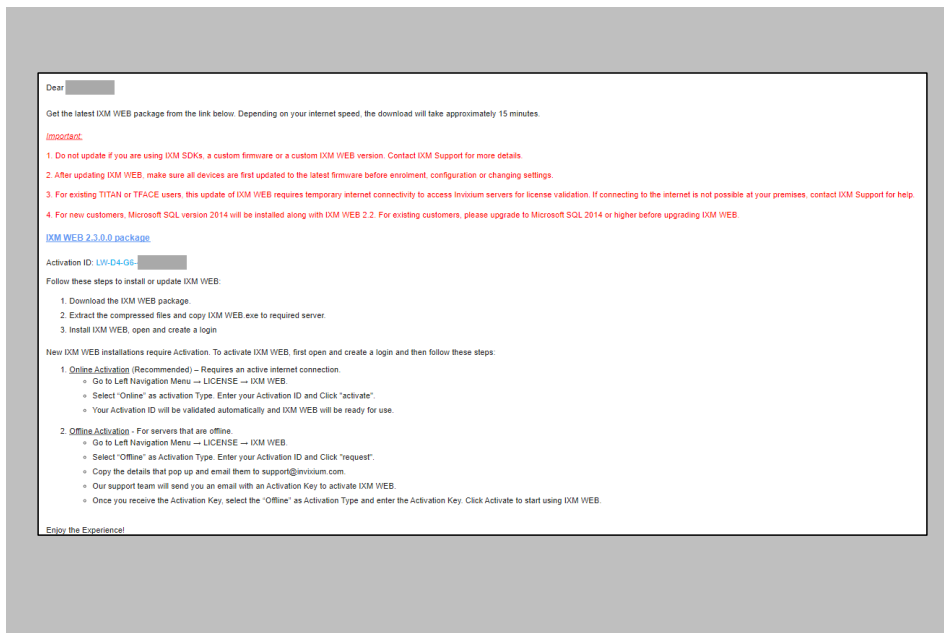 Dear
Get the latest IXM WEB package from the link below. Depending on your internet speed, the download will take approximately 15 minutes.
Important:
1. Do not update if you are using IXM SDKs, a custom firmware or a custom IXM WEB version. Contact IXM Support for more details.
2. After updating IXM WEB, make sure all devices are first updated to the latest firmware before enrolment, configuration or changing settings.
3. For existing TITAN or TFACE users, this update of IXM WEB requires temporary internet connectivity to access Invixium servers for license validation. If connecting to the internet is not possible at your premises, contact IXM Support for help.
4. For new customers, Microsoft SQL version 2014 will be installed along with IXM WEB 2.2. For existing customers, please upgrade to Microsoft SQL 2014 or higher before upgrading IXM WEB.
IXM WEB 2.3.0.0 package
Activation ID: LW-D4-G6-
Follow these steps to install or update IXM WEB:
1. Download the IXM WEB package.
2. Extract the compressed files and copy IXM WEB.exe to required server.
3. Install IXM WEB, open and create a login
New IXM WEB installations require Activation. To activate IXM WEB, first open and create a login and then follow these steps:
1. Online Activation (Recommended) – Requires an active internet connection.
○ Go to Left Navigation Menu → LICENSE → IXM WEB.
○ Select “Online” as activation Type. Enter your Activation ID and Click “activate”.
○ Your Activation ID will be validated automatically and IXM WEB will be ready for use.
2. Offline Activation - For servers that are offline.
○ Go to Left Navigation Menu → LICENSE → IXM WEB.
○ Select “Offline” as Activation Type. Enter your Activation ID and Click “request”.
○ Copy the details that pop up and email them to support@invixium.com.
○ Our support team will send you an email with an Activation Key to activate IXM WEB.
○ Once you receive the Activation Key, select the “Offline” as Activation Type and enter the Activation Key. Click Activate to start using IXM WEB.
Enjoy the Experience!